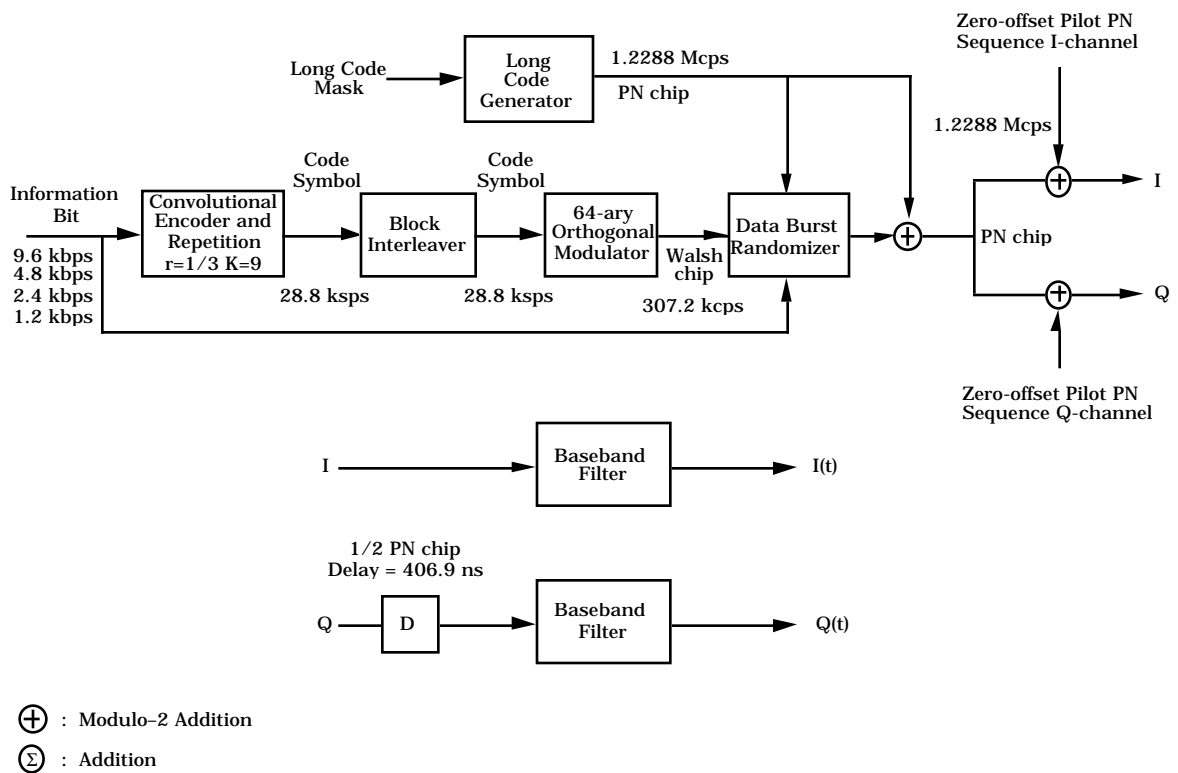 Zero-offset Pilot PN
Sequence I-channel
Long Code
Mask
Long
Code
Generator
1.2288 Mcps
PN chip
1.2288 Mcps
Information
Bit
9.6 kbps
4.8 kbps
2.4 kbps
1.2 kbps
Convolutional
Encoder and
Repetition
r=1/3 K=9
Code
Symbol
28.8 ksps
Block
Interleaver
Code
Symbol
28.8 ksps
64-ary
Orthogonal
Modulator
Walsh
chip
307.2 kcps
Data Burst
Randomizer
+
PN chip
+
I
+
Q
Zero-offset Pilot PN
Sequence Q-channel
I
Baseband
Filter
I(t)
1/2 PN chip
Delay = 406.9 ns
Q
D
Baseband
Filter
Q(t)
+ : Modulo-2 Addition
Σ : Addition